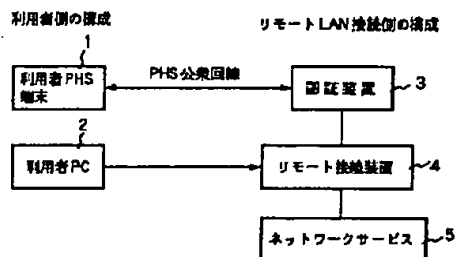 利用者側の構成
リモートLAN接続側の構成
1
利用者PHS
端末
PHS公衆回線
認証装置
3
2
利用者PC
リモート接続装置
4
ネットワークサービス
5